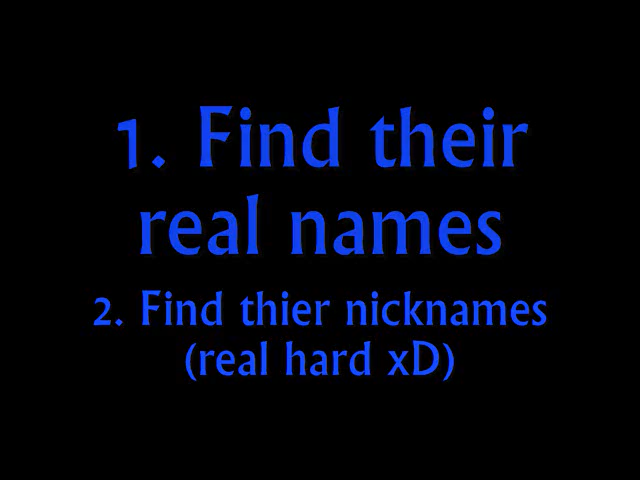 1. Find their
real names
2. Find thier nicknames
(real hard xD)